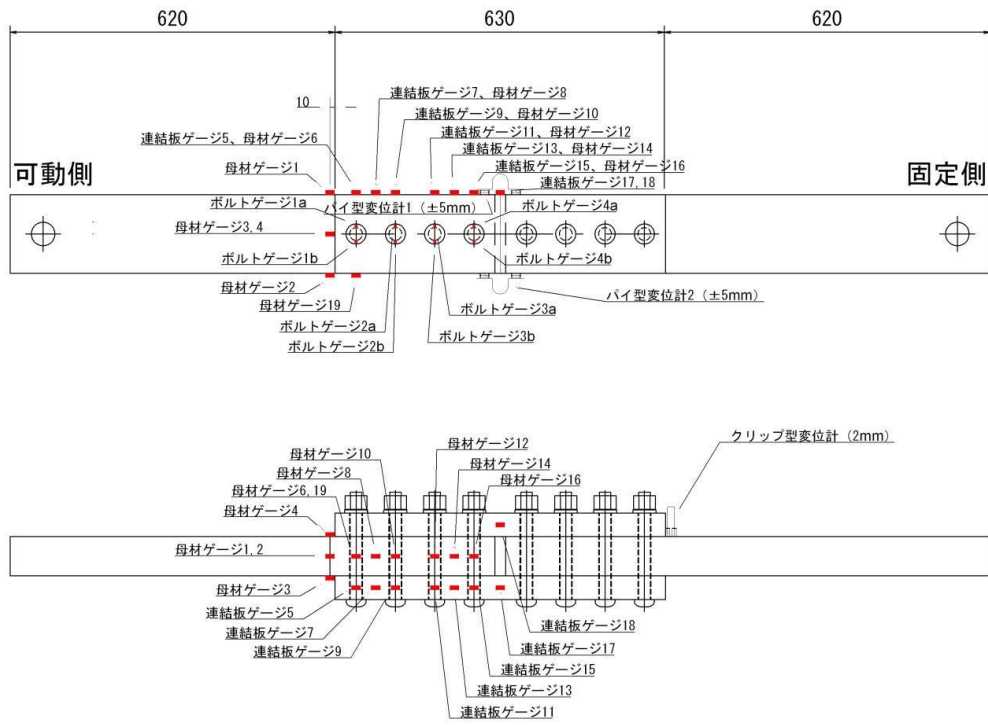 620
630
620
10
連結板ゲージ7、母材ゲージ8
連結板ゲージ9、母材ゲージ10
連結板ゲージ5、母材ゲージ6
連結板ゲージ11、母材ゲージ12
連結板ゲージ13、母材ゲージ14
連結板ゲージ15、母材ゲージ16
母材ゲージ1
連結板ゲージ17,18
可動側
固定側
ボルトゲージ1a
パイ型変位計1（±5mm）
ボルトゲージ4a
母材ゲージ3,4
ボルトゲージ1b
ボルトゲージ4b
母材ゲージ2
パイ型変位計2（±5mm）
母材ゲージ19
ボルトゲージ3a
ボルトゲージ2a
ボルトゲージ3b
ボルトゲージ2b
クリップ型変位計（2mm）
母材ゲージ12
母材ゲージ10
母材ゲージ14
母材ゲージ8
母材ゲージ16
母材ゲージ6,19
母材ゲージ4
母材ゲージ1,2
母材ゲージ3
連結板ゲージ5
連結板ゲージ18
連結板ゲージ7
連結板ゲージ17
連結板ゲージ9
連結板ゲージ15
連結板ゲージ13
連結板ゲージ11